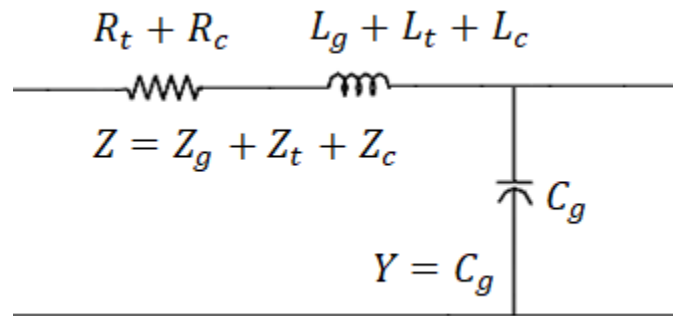 R_t + R_c
L_g + L_t + L_c
Z = Z_g + Z_t + Z_c
C_g
Y = C_g